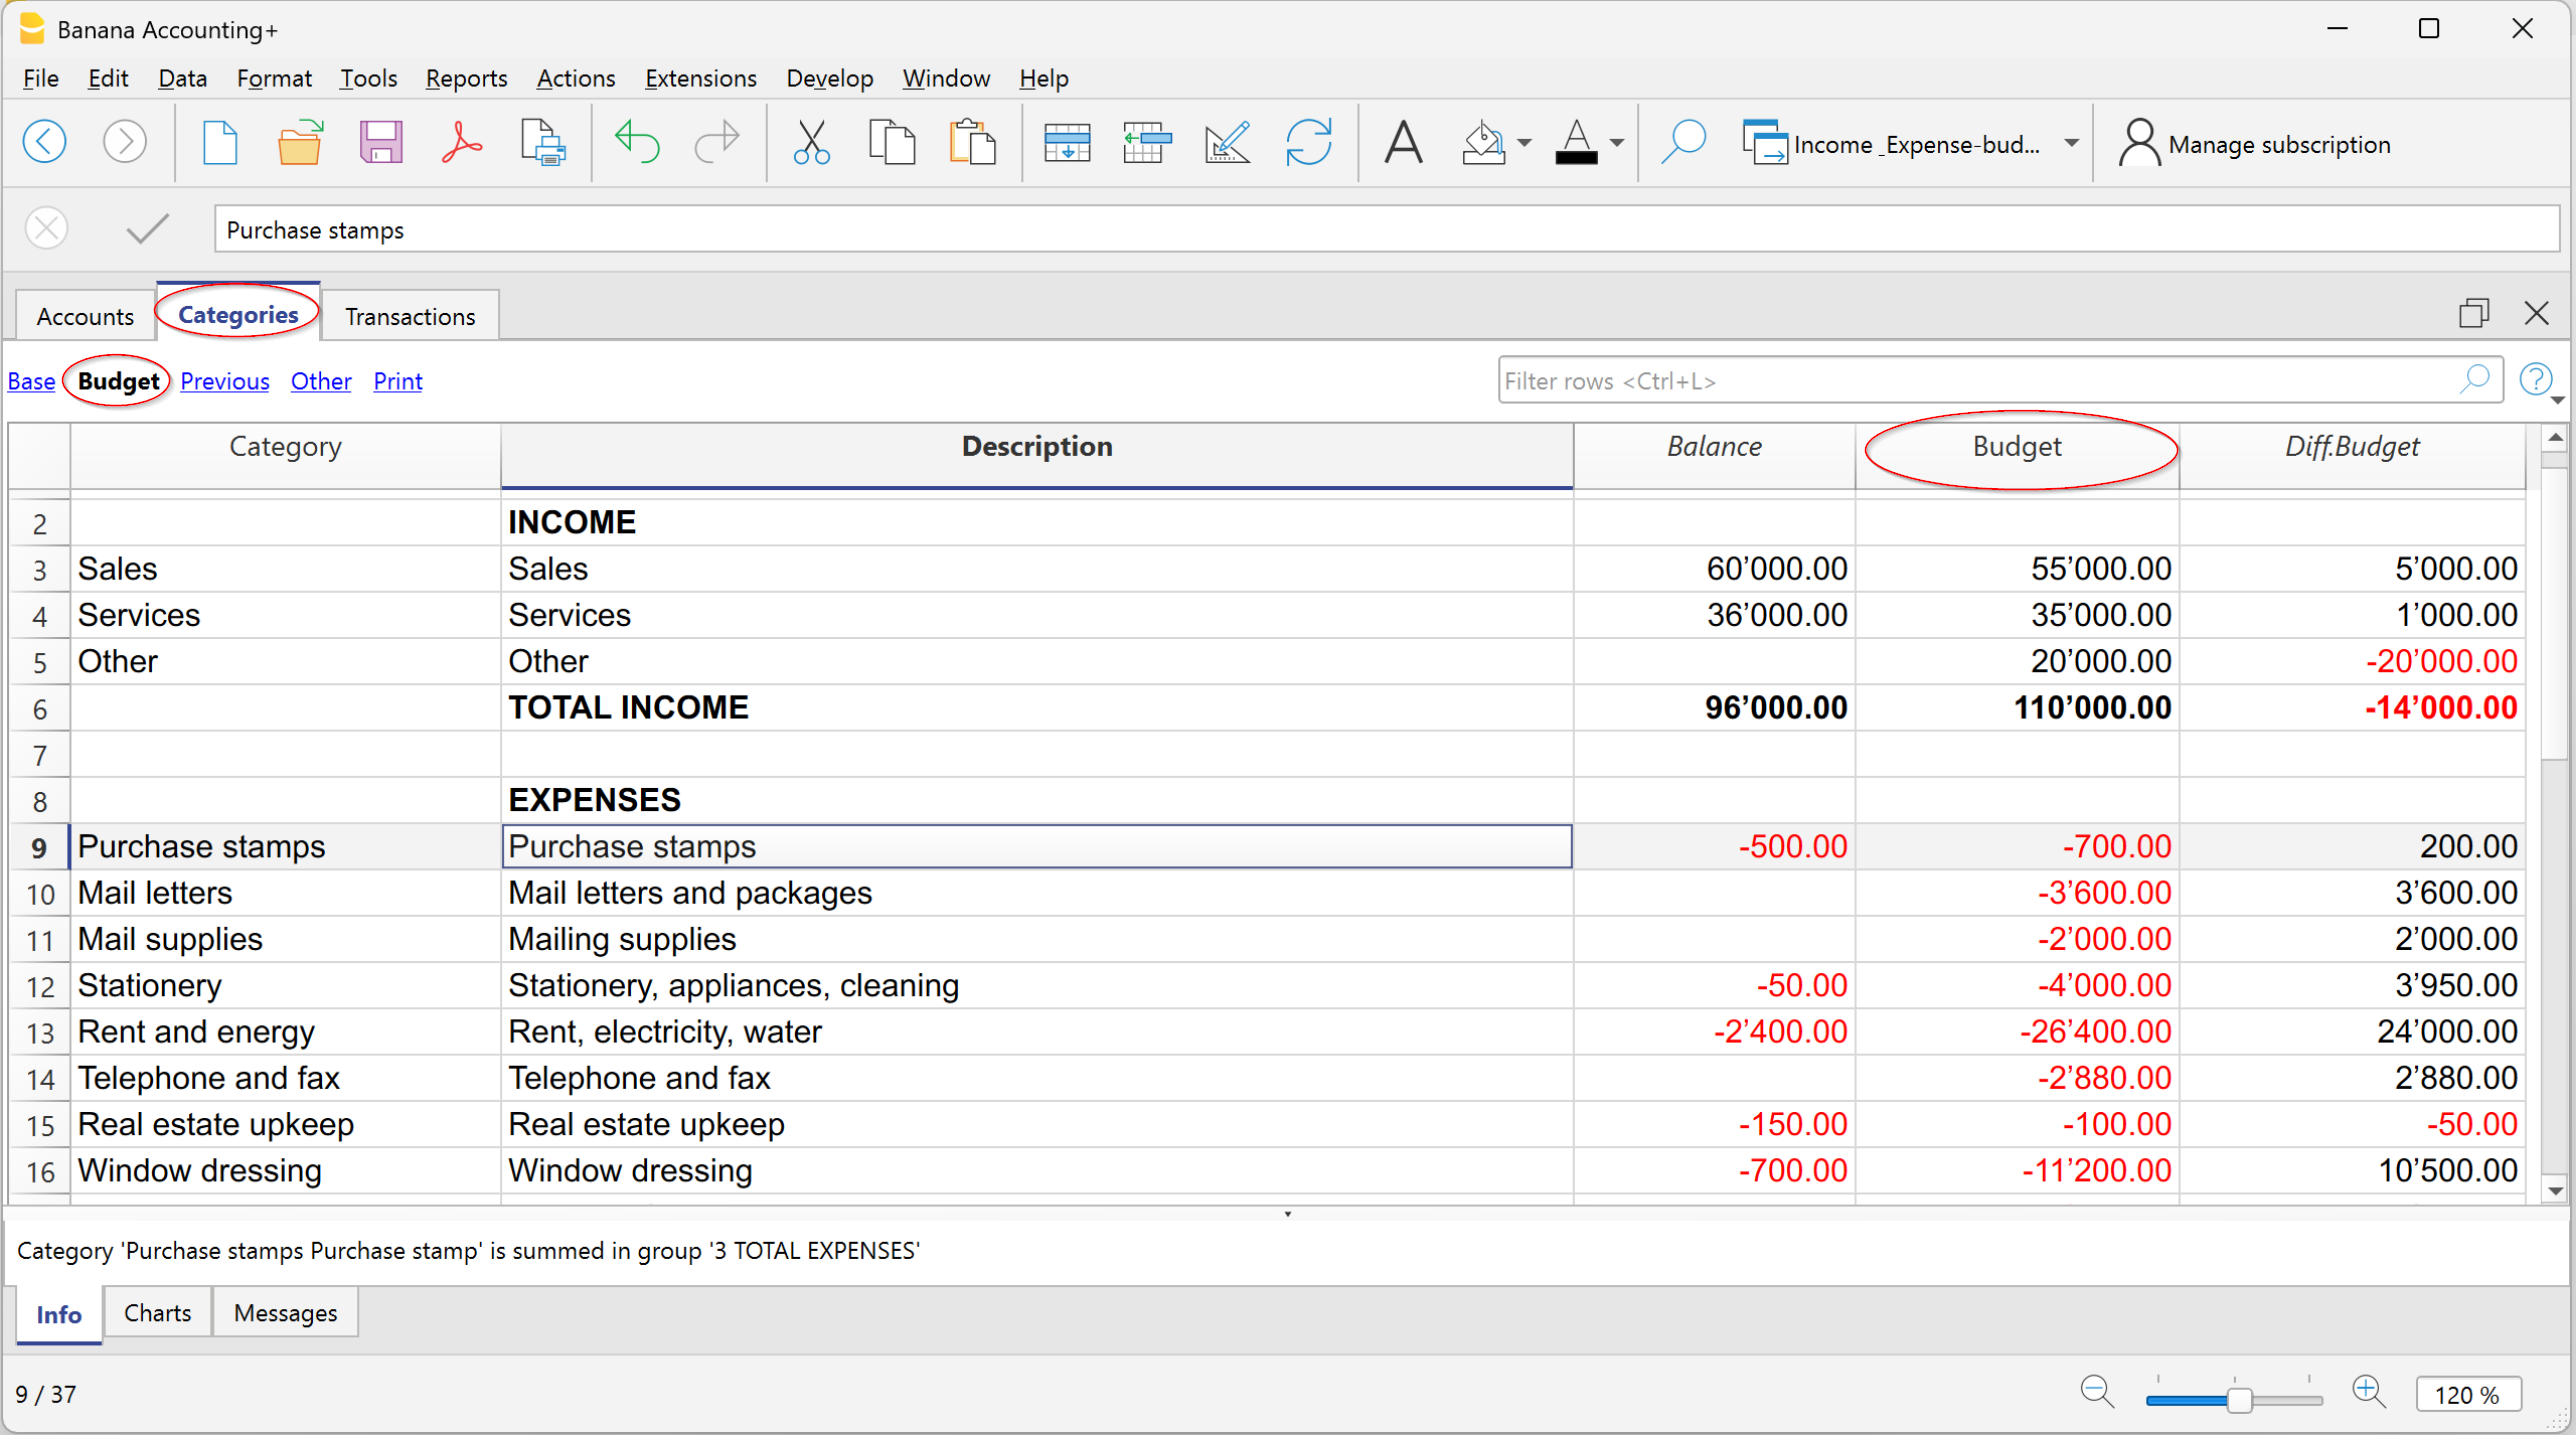 Banana Accounting+
File Edit Data Format Tools Reports Actions Extensions Develop Window Help
Income _Expense-bud... Manage subscription
Purchase stamps
Accounts Categories Transactions
Base Budget Previous Other Print Filter rows <Ctrl+L>
Category Description Balance Budget Diff.Budget
2 INCOME
3 Sales Sales 60’000.00 55’000.00 5’000.00
4 Services Services 36’000.00 35’000.00 1’000.00
5 Other Other 20’000.00 -20’000.00
6 TOTAL INCOME 96’000.00 110’000.00 -14’000.00
7
8 EXPENSES
9 Purchase stamps Purchase stamps -500.00 -700.00 200.00
10 Mail letters Mail letters and packages -3’600.00 3’600.00
11 Mail supplies Mailing supplies -2’000.00 2’000.00
12 Stationery Stationery, appliances, cleaning -50.00 -4’000.00 3’950.00
13 Rent and energy Rent, electricity, water -2’400.00 -26’400.00 24’000.00
14 Telephone and fax Telephone and fax -2’880.00 2’880.00
15 Real estate upkeep Real estate upkeep -150.00 -100.00 -50.00
16 Window dressing Window dressing -700.00 -11’200.00 10’500.00
Category 'Purchase stamps Purchase stamp' is summed in group '3 TOTAL EXPENSES'
Info Charts Messages
9 / 37 120 %